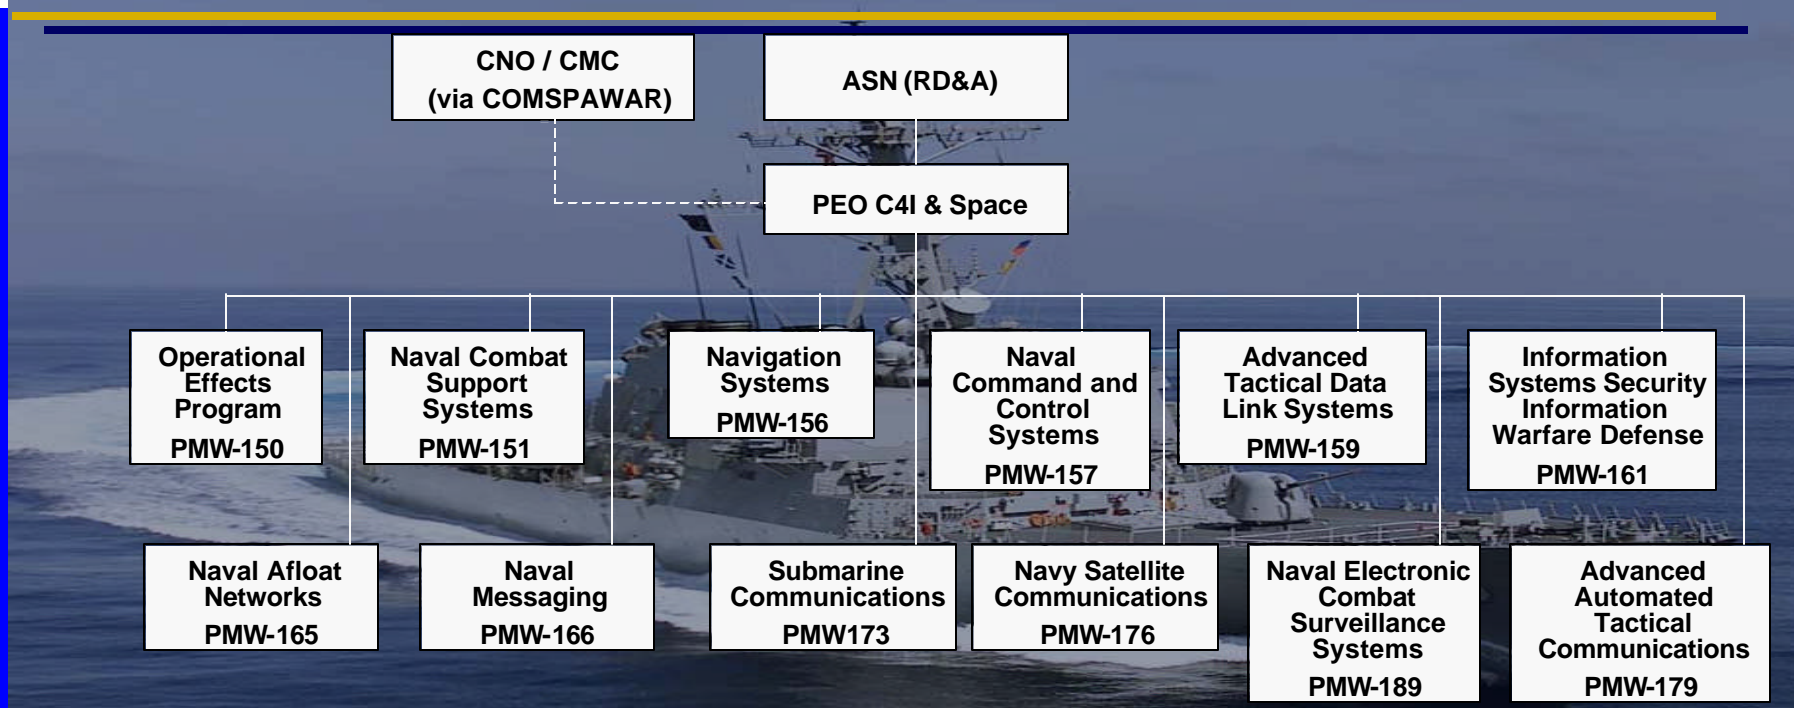 CNO / CMC
(via COMSPAWAR)
ASN (RD&A)
PEO C4I & Space
Operational
Effects
Program
PMW-150
Naval Combat
Support
Systems
PMW-151
Navigation
Systems
PMW-156
Naval
Command and
Control
Systems
PMW-157
Advanced
Tactical Data
Link Systems
PMW-159
Information
Systems Security
Information
Warfare Defense
PMW-161
Naval Afloat
Networks
PMW-165
Naval
Messaging
PMW-166
Submarine
Communications
PMW173
Navy Satellite
Communications
PMW-176
Naval Electronic
Combat
Surveillance
Systems
PMW-189
Advanced
Automated
Tactical
Communications
PMW-179